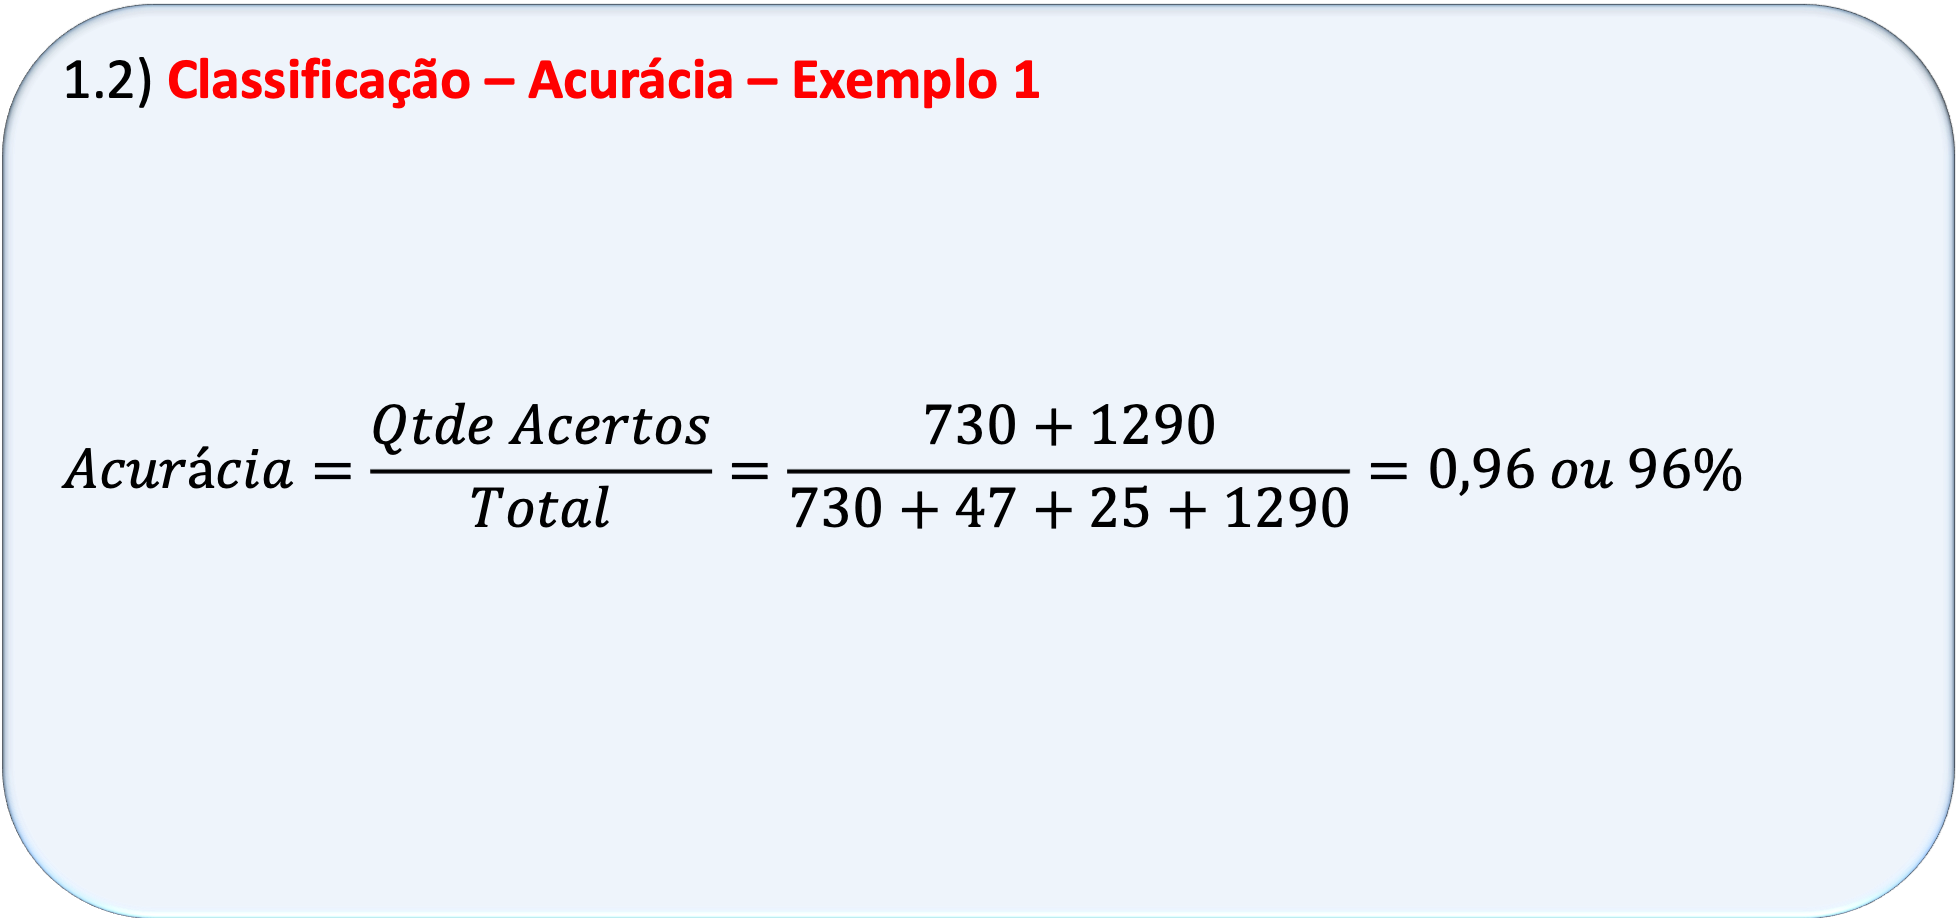 1.2) Classificação – Acurácia – Exemplo 1
Acurácia = Qtde Acertos / Total = 730 + 1290 / 730 + 47 + 25 + 1290 = 0,96 ou 96%